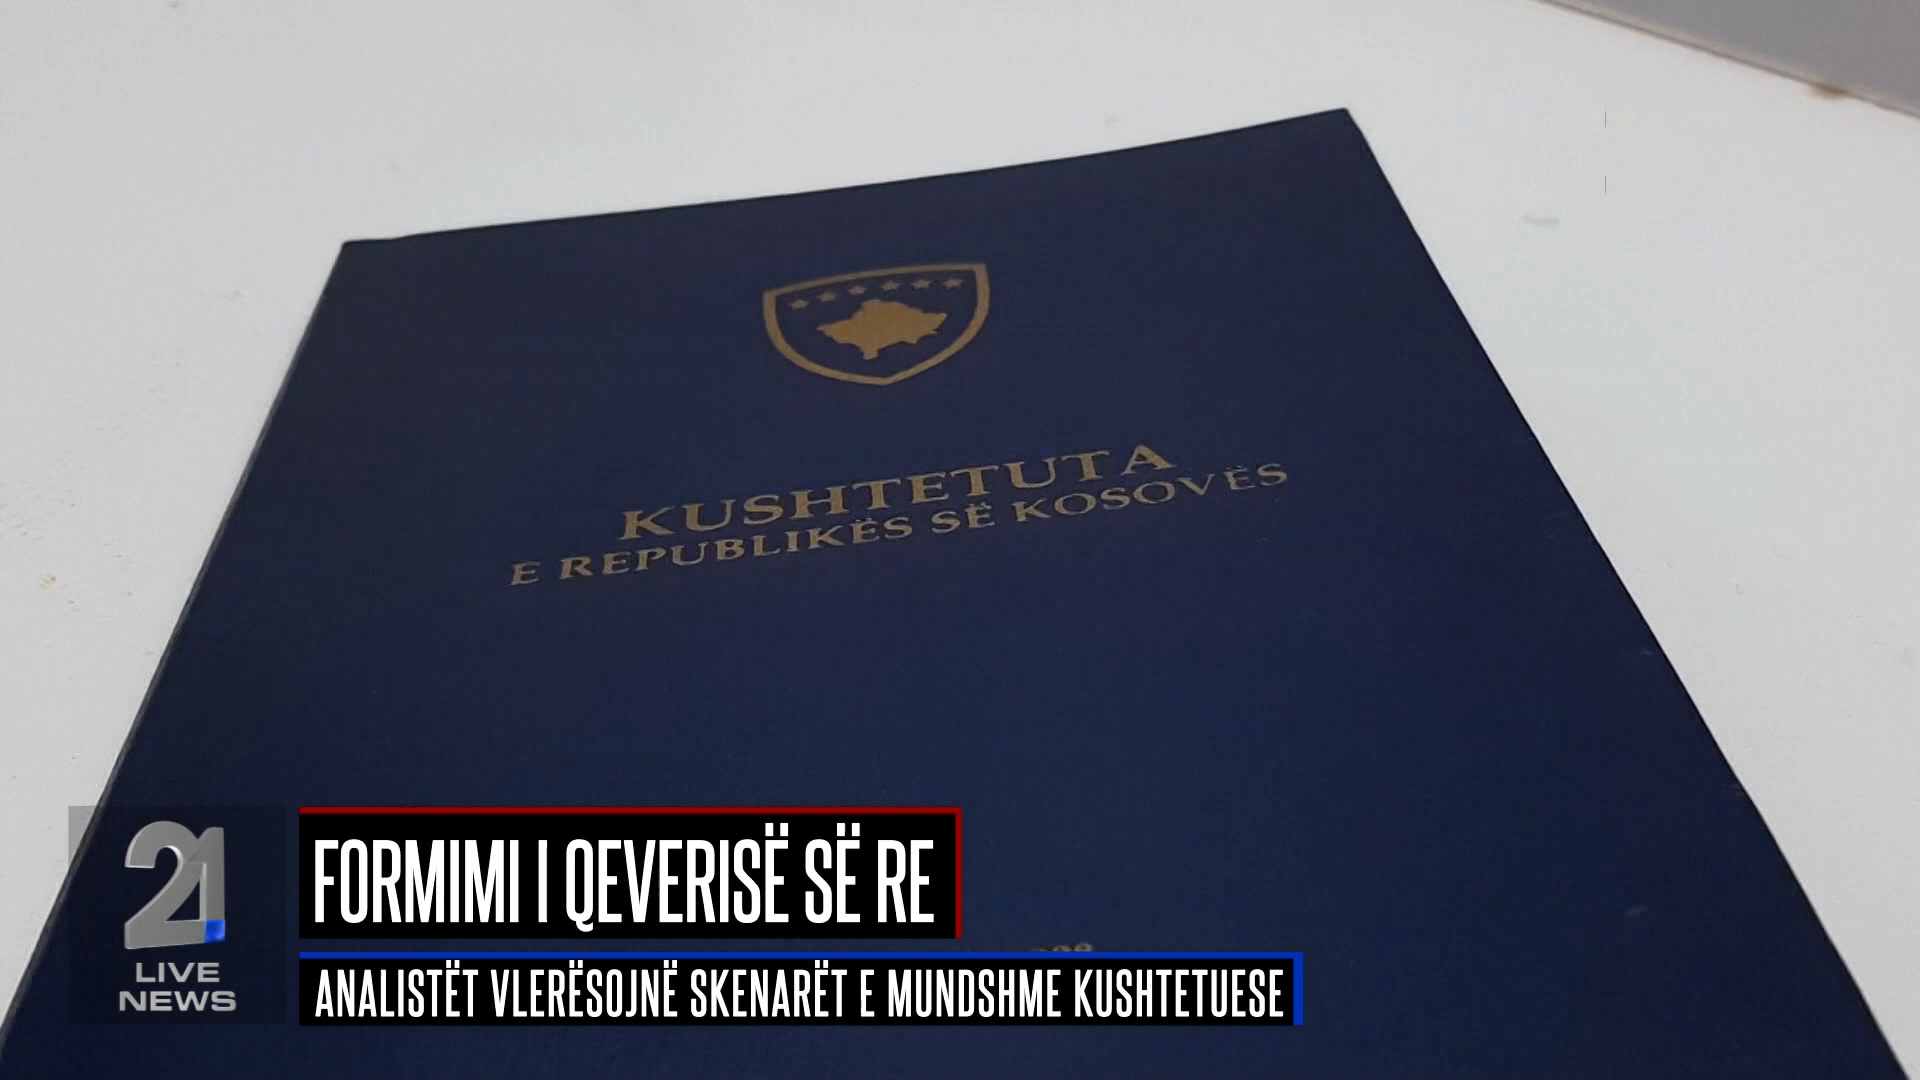 KUSHTETUTA
E REPUBLIKËS SË KOSOVËS
21
LIVE
NEWS
FORMIMI I QEVERISË SË RE
ANALISTËT VLERËSOJNË SKENARËT E MUNDSHME KUSHTETUESE